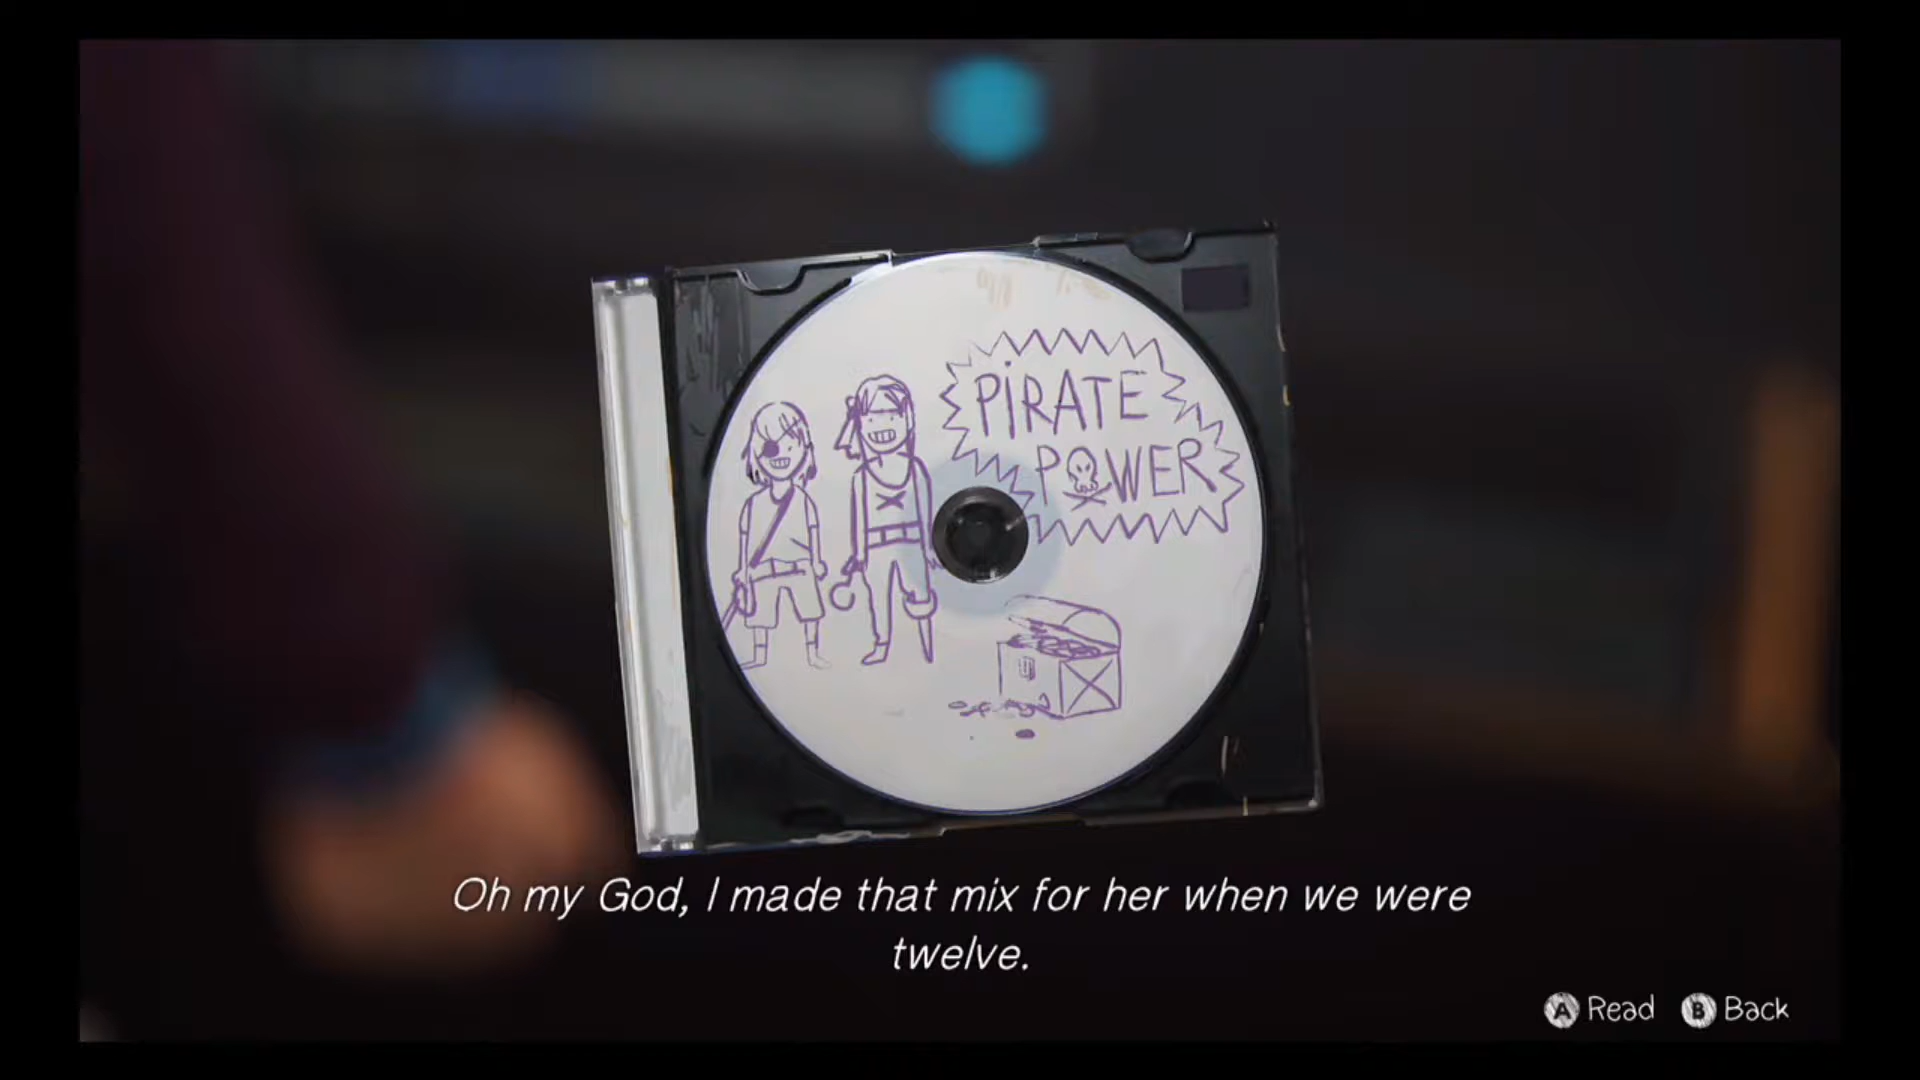 PiRATE
POWER
Oh my God, I made that mix for her when we were
twelve.
A Read B Back